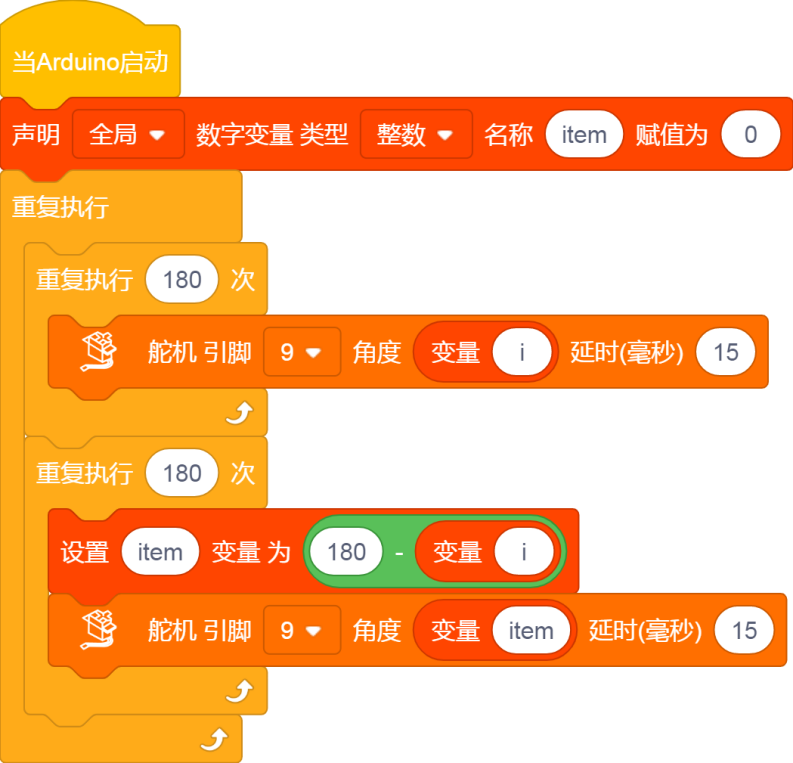 当Arduino启动
声明 全局 数字变量 类型 整数 名称 item 赋值为 0
重复执行
重复执行 180 次
舵机 引脚 9 角度 变量 i 延时(毫秒) 15
重复执行 180 次
设置 item 变量 为 180 - 变量 i
舵机 引脚 9 角度 变量 item 延时(毫秒) 15